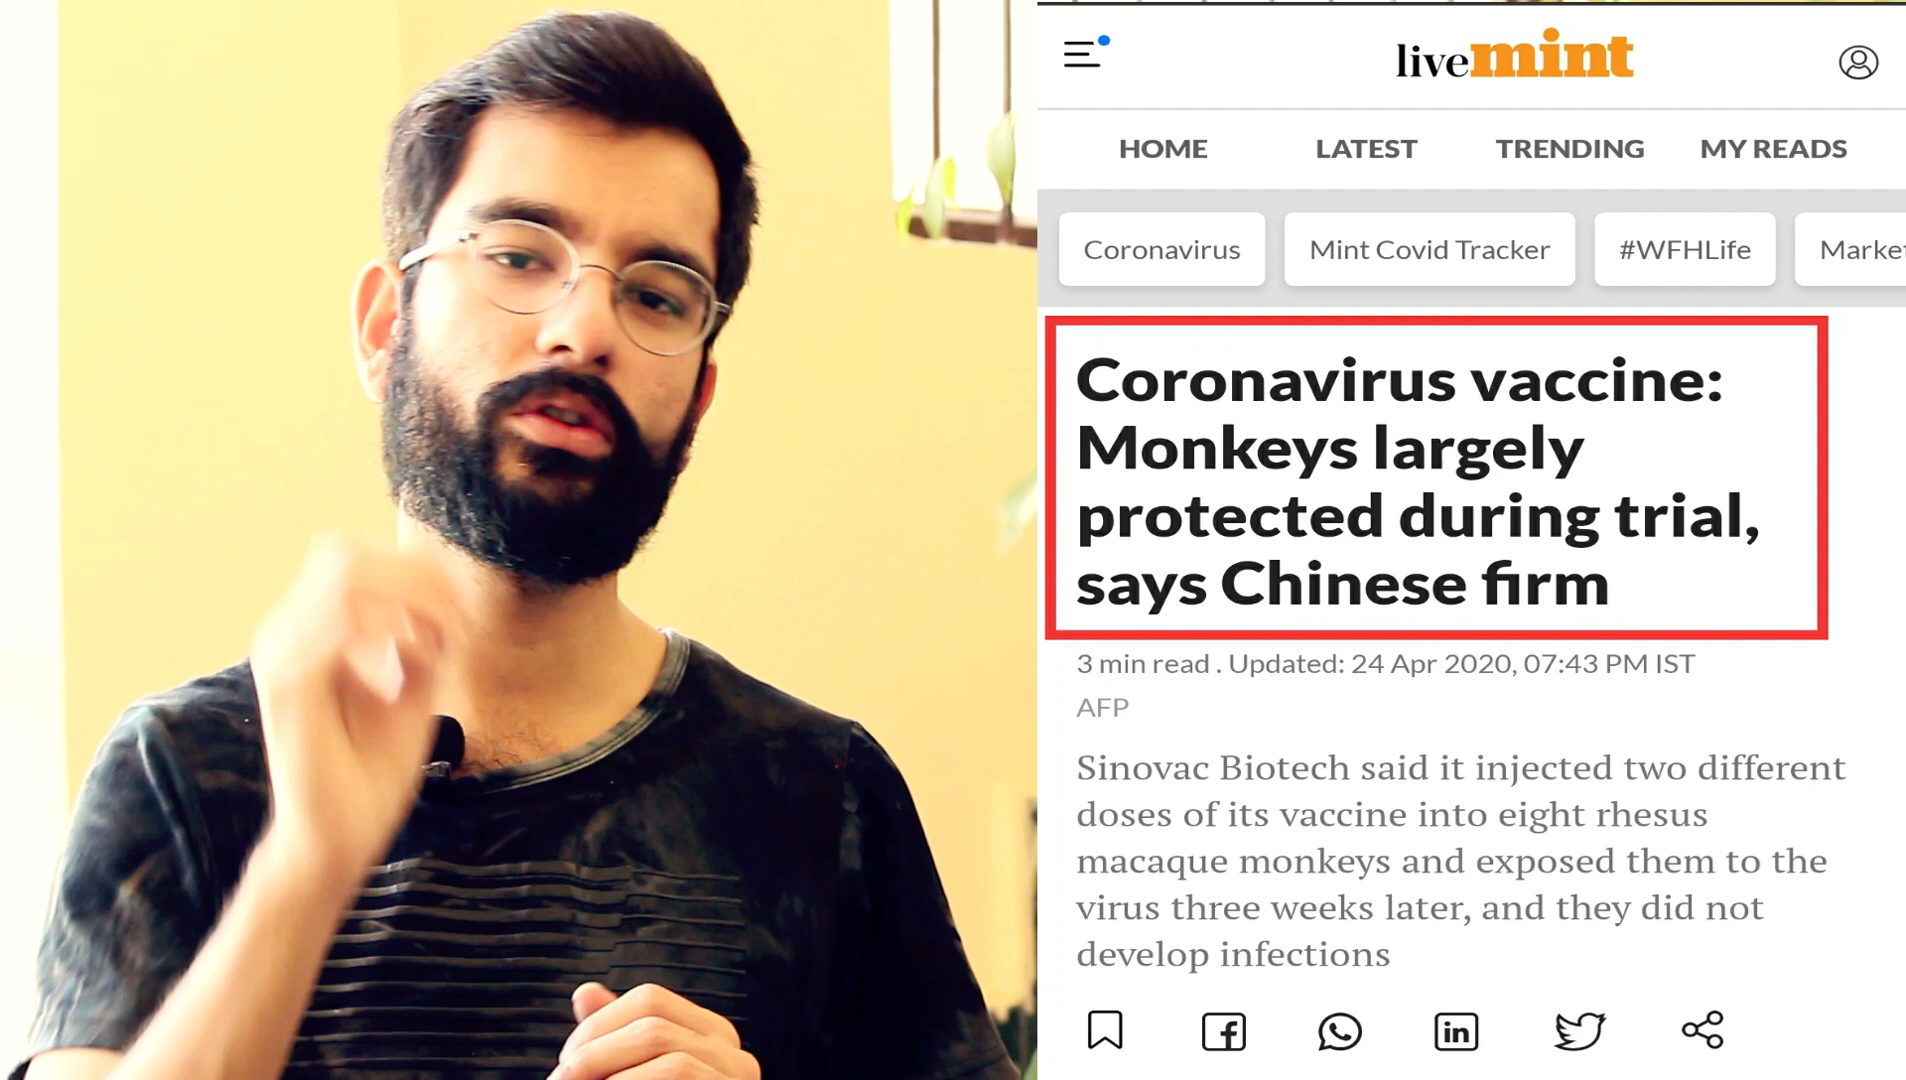 livemint
HOME LATEST TRENDING MY READS
Coronavirus Mint Covid Tracker #WFHLife Marke
Coronavirus vaccine:
Monkeys largely
protected during trial,
says Chinese firm
3 min read . Updated: 24 Apr 2020, 07:43 PM IST
AFP
Sinovac Biotech said it injected two different
doses of its vaccine into eight rhesus
macaque monkeys and exposed them to the
virus three weeks later, and they did not
develop infections